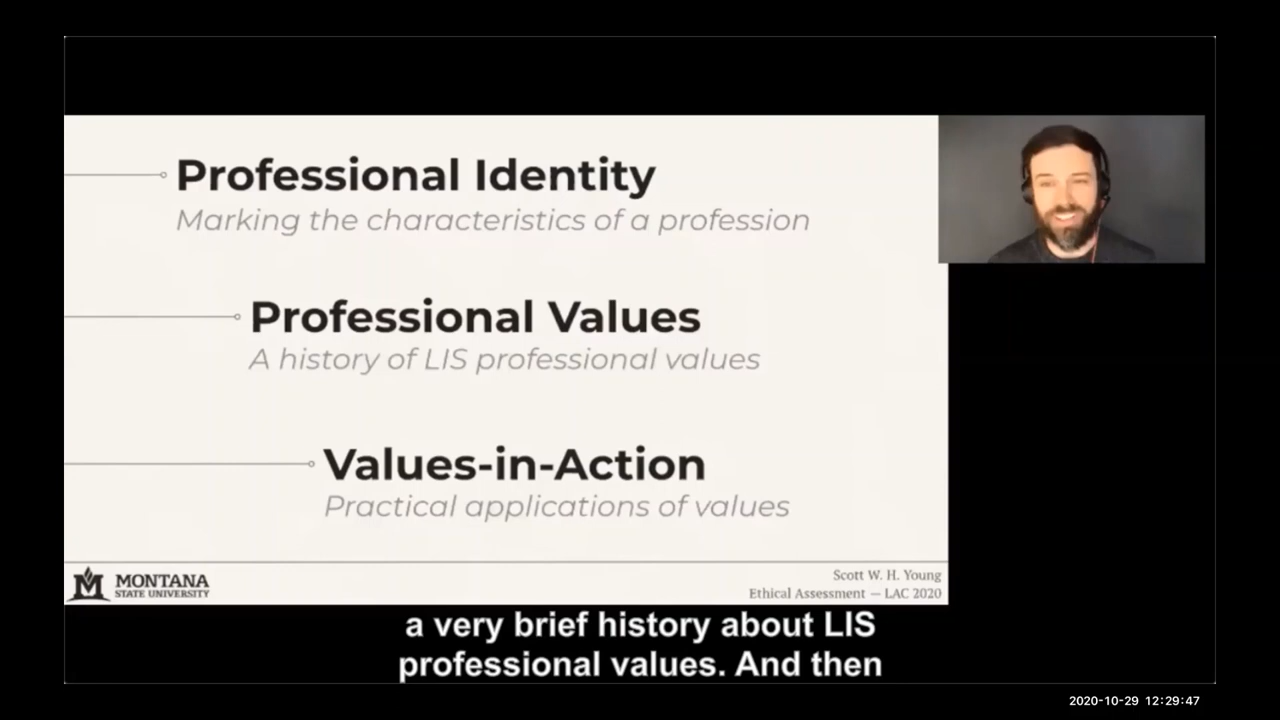 Professional Identity
Marking the characteristics of a profession
Professional Values
A history of LIS professional values
Values-in-Action
Practical applications of values
MONTANA
STATE UNIVERSITY
Scott W. H. Young
Ethical Assessment — LAC 2020
a very brief history about LIS
professional values. And then
2020-10-29 12:29:47